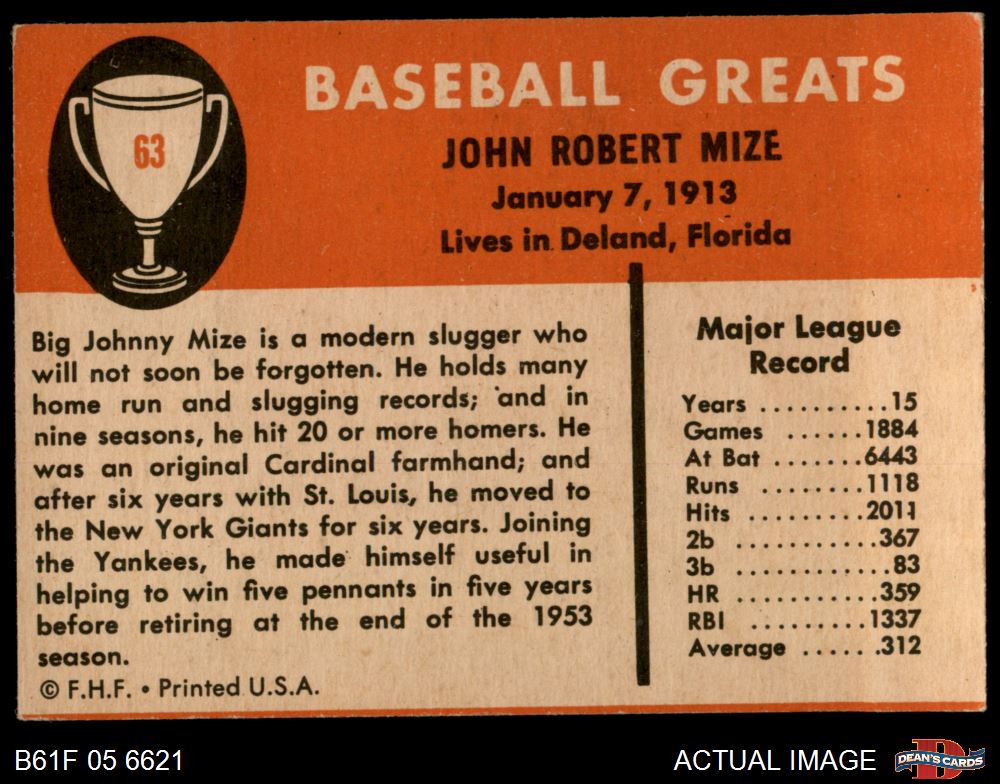 63
BASEBALL GREATS
JOHN ROBERT MIZE
January 7, 1913
Lives in Deland, Florida
Big Johnny Mize is a modern slugger who
will not soon be forgotten. He holds many
home run and slugging records; and in
nine seasons, he hit 20 or more homers. He
was an original Cardinal farmhand; and
after six years with St. Louis, he moved to
the New York Giants for six years. Joining
the Yankees, he made himself useful in
helping to win five pennants in five years
before retiring at the end of the 1953
season.
© F.H.F. • Printed U.S.A.
Major League
Record
Years ..........15
Games ......1884
At Bat .......6443
Runs ........1118
Hits .........2011
2b ...........367
3b ............83
HR ...........359
RBI .........1337
Average .......312
B61F 05 6621
ACTUAL IMAGE
D
DEAN'S CARDS